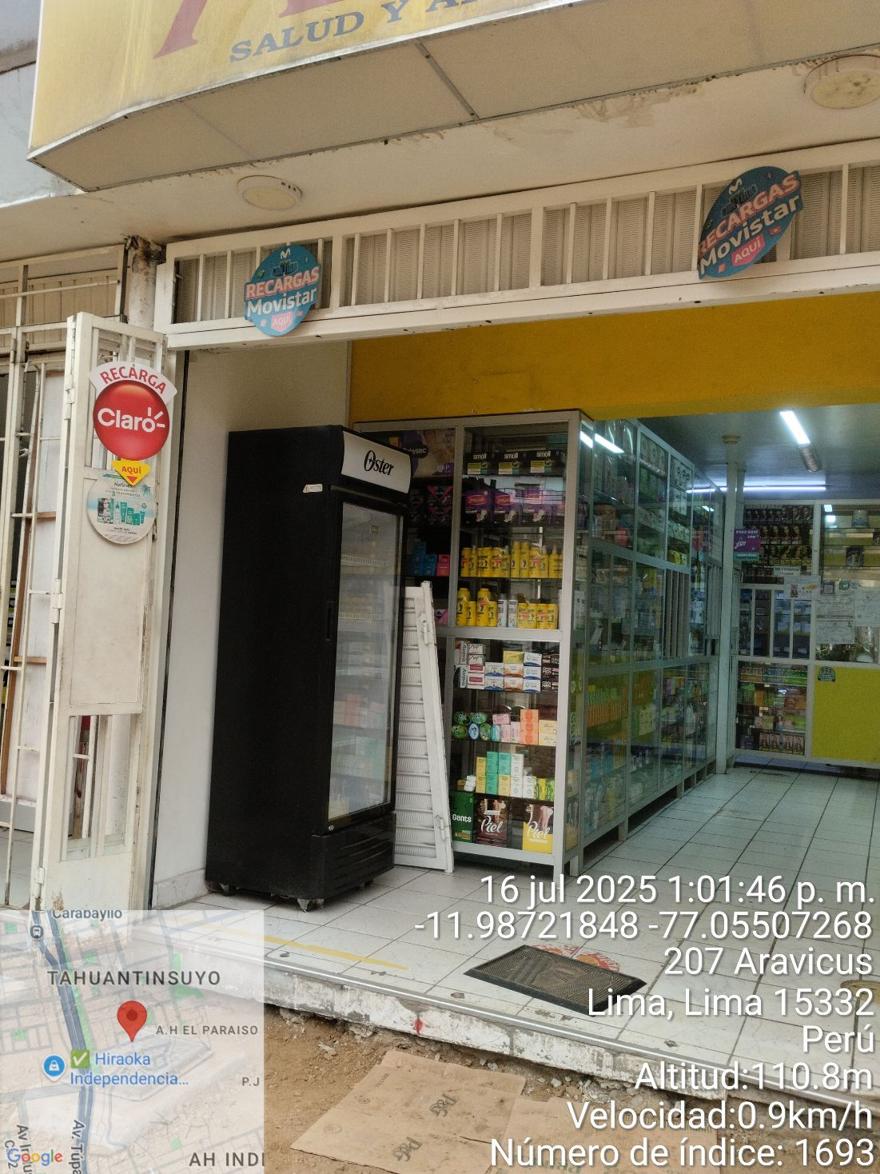 SALUD Y
RECARGAS
Movistar
AQUÍ
RECARGAS
Movistar
AQUÍ
RECARGA
Claro
AQUÍ
Oster
Gents
Piel
Piel
16 jul 2025 1:01:46 p. m.
-11.98721848 -77.05507268
207 Aravicus
Lima, Lima 15332
Perú
Altitud:110.8m
Velocidad:0.9km/h
Número de índice: 1693
Carabayllo
TAHUANTINSUYO
A.H EL PARAISO
Hiraoka
Independencia...
P.J
AH INDI
Google